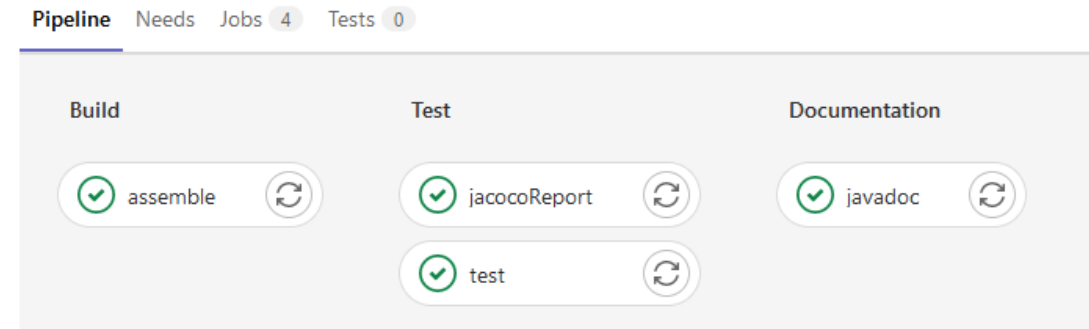 Pipeline Needs Jobs 4 Tests 0
Build Test Documentation
assemble jacocoReport javadoc
test